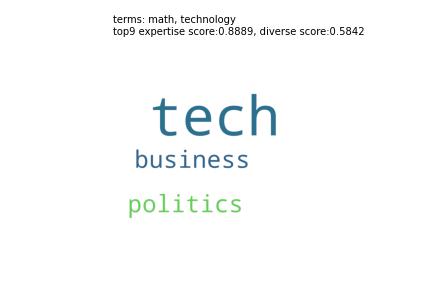 terms: math, technology
top9 expertise score:0.8889, diverse score:0.5842
tech
business
politics